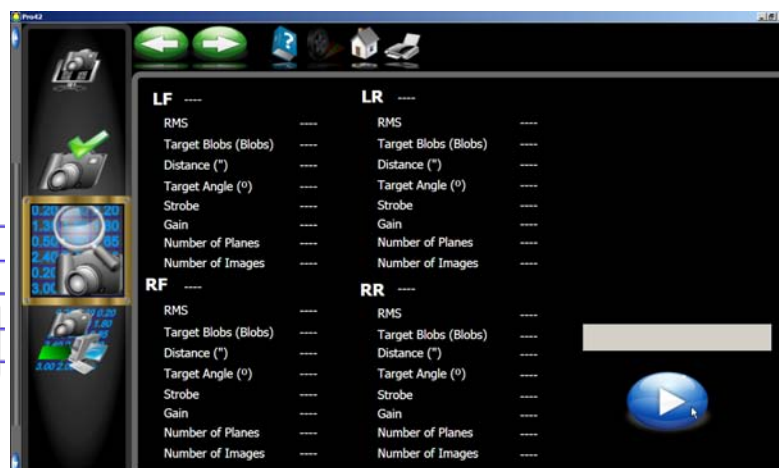 Pro42
LF ----
RMS ----
Target Blobs (Blobs) ----
Distance (") ----
Target Angle (º) ----
Strobe ----
Gain ----
Number of Planes ----
Number of Images ----
LR ----
RMS ----
Target Blobs (Blobs) ----
Distance (") ----
Target Angle (º) ----
Strobe ----
Gain ----
Number of Planes ----
Number of Images ----
RF ----
RMS ----
Target Blobs (Blobs) ----
Distance (") ----
Target Angle (º) ----
Strobe ----
Gain ----
Number of Planes ----
Number of Images ----
RR ----
RMS ----
Target Blobs (Blobs) ----
Distance (") ----
Target Angle (º) ----
Strobe ----
Gain ----
Number of Planes ----
Number of Images ----